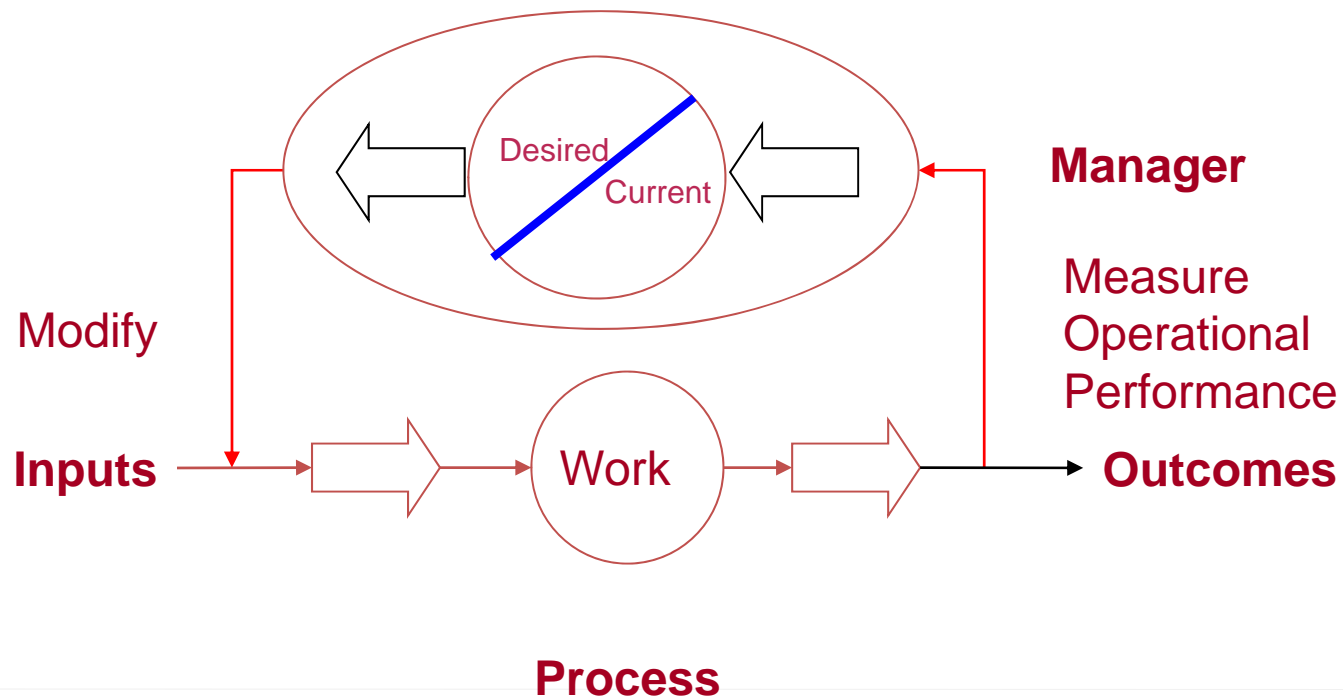 Desired
Current
Manager
Measure
Operational
Performance
Modify
Inputs
Work
Outcomes
Process